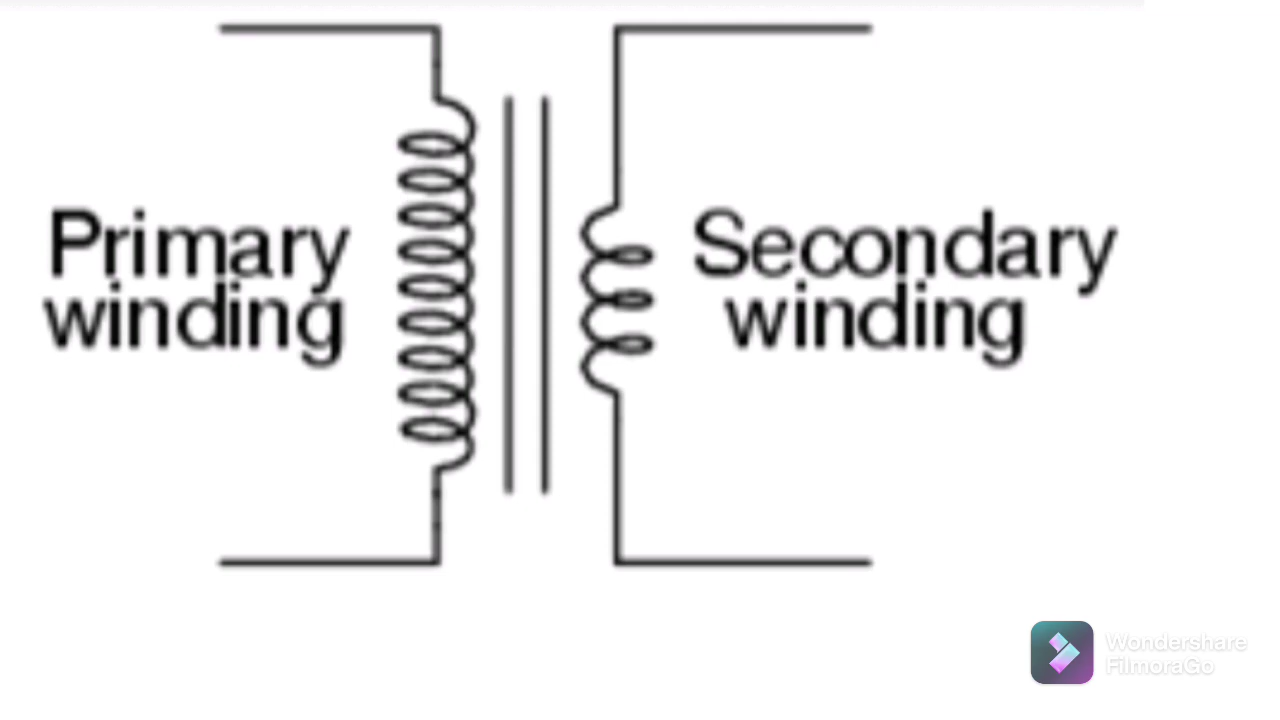 Primary
winding
Secondary
winding
Wondershare
FilmoraGo